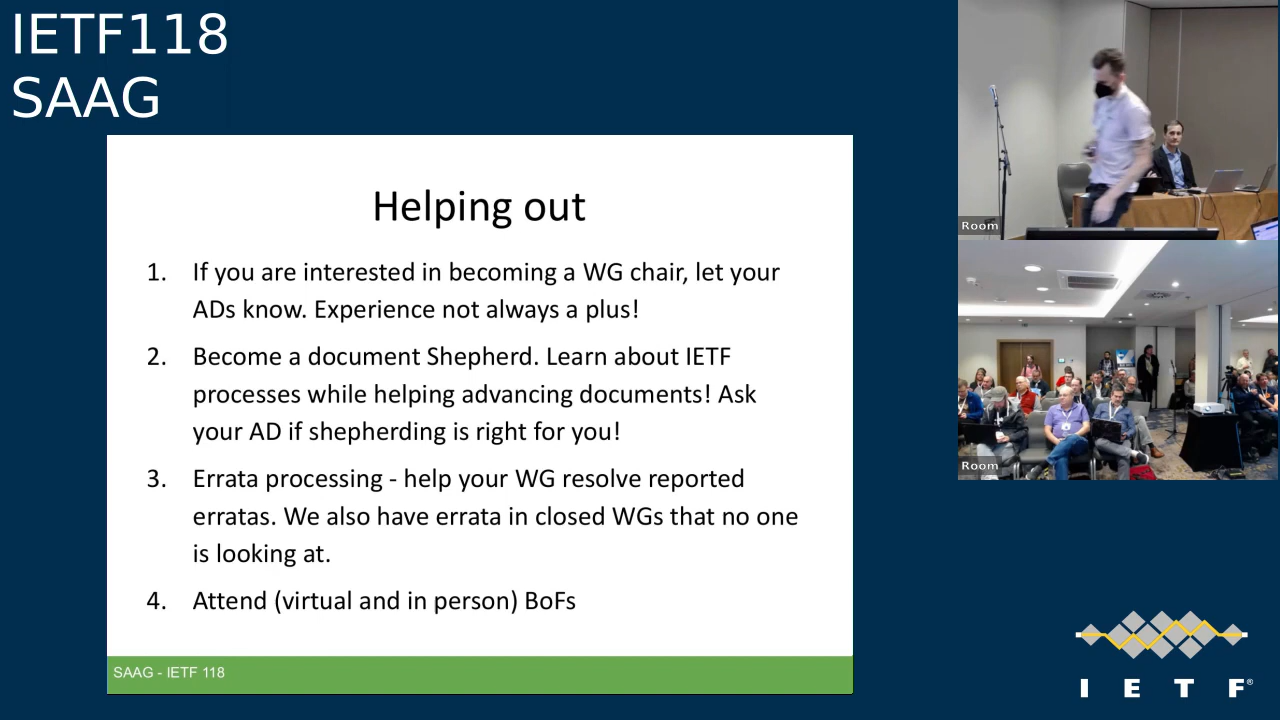 IETF118
SAAG
Helping out
1. If you are interested in becoming a WG chair, let your
ADs know. Experience not always a plus!
2. Become a document Shepherd. Learn about IETF
processes while helping advancing documents! Ask
your AD if shepherding is right for you!
3. Errata processing - help your WG resolve reported
erratas. We also have errata in closed WGs that no one
is looking at.
4. Attend (virtual and in person) BoFs
SAAG - IETF 118
Room
Room
I E T F®